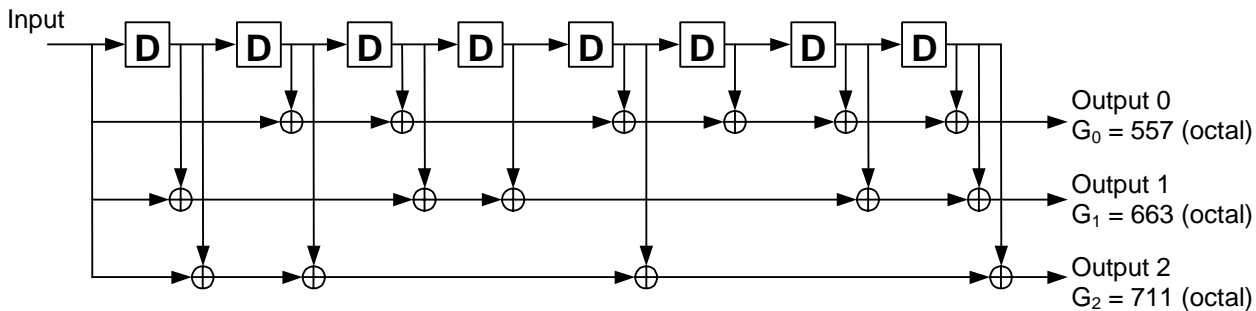 Input
D D D D D D D D
Output 0
G₀ = 557 (octal)
Output 1
G₁ = 663 (octal)
Output 2
G₂ = 711 (octal)